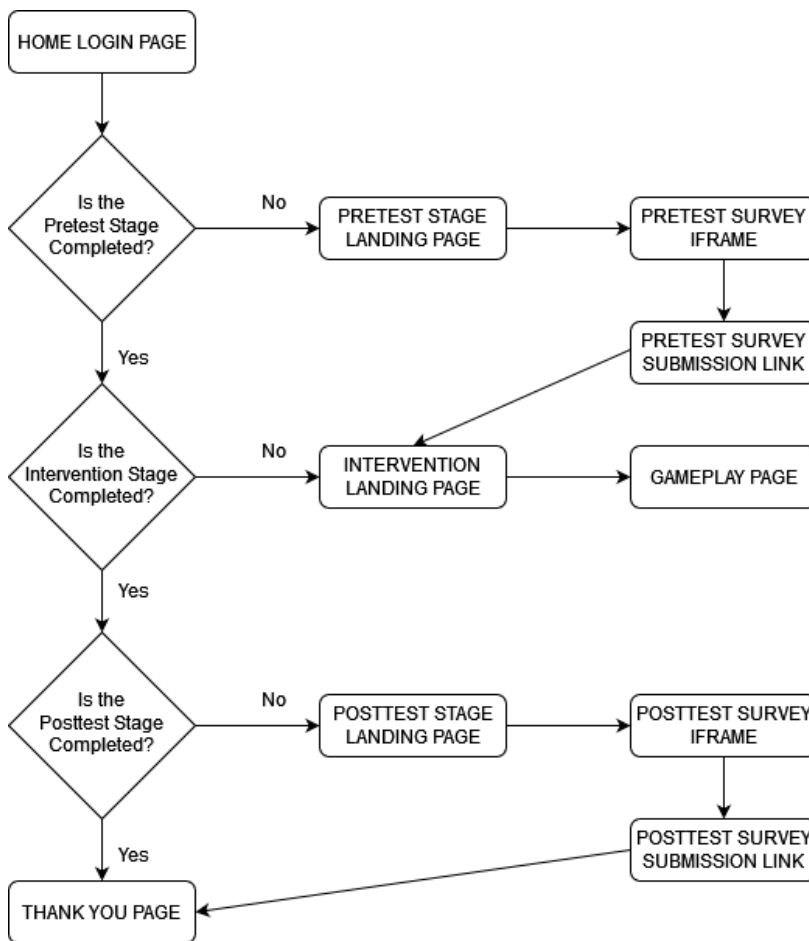 HOME LOGIN PAGE
Is the
Pretest Stage
Completed?
No
PRETEST STAGE
LANDING PAGE
PRETEST SURVEY
IFRAME
Yes
PRETEST SURVEY
SUBMISSION LINK
Is the
Intervention Stage
Completed?
No
INTERVENTION
LANDING PAGE
GAMEPLAY PAGE
Yes
Is the
Posttest Stage
Completed?
No
POSTTEST STAGE
LANDING PAGE
POSTTEST SURVEY
IFRAME
Yes
POSTTEST SURVEY
SUBMISSION LINK
THANK YOU PAGE